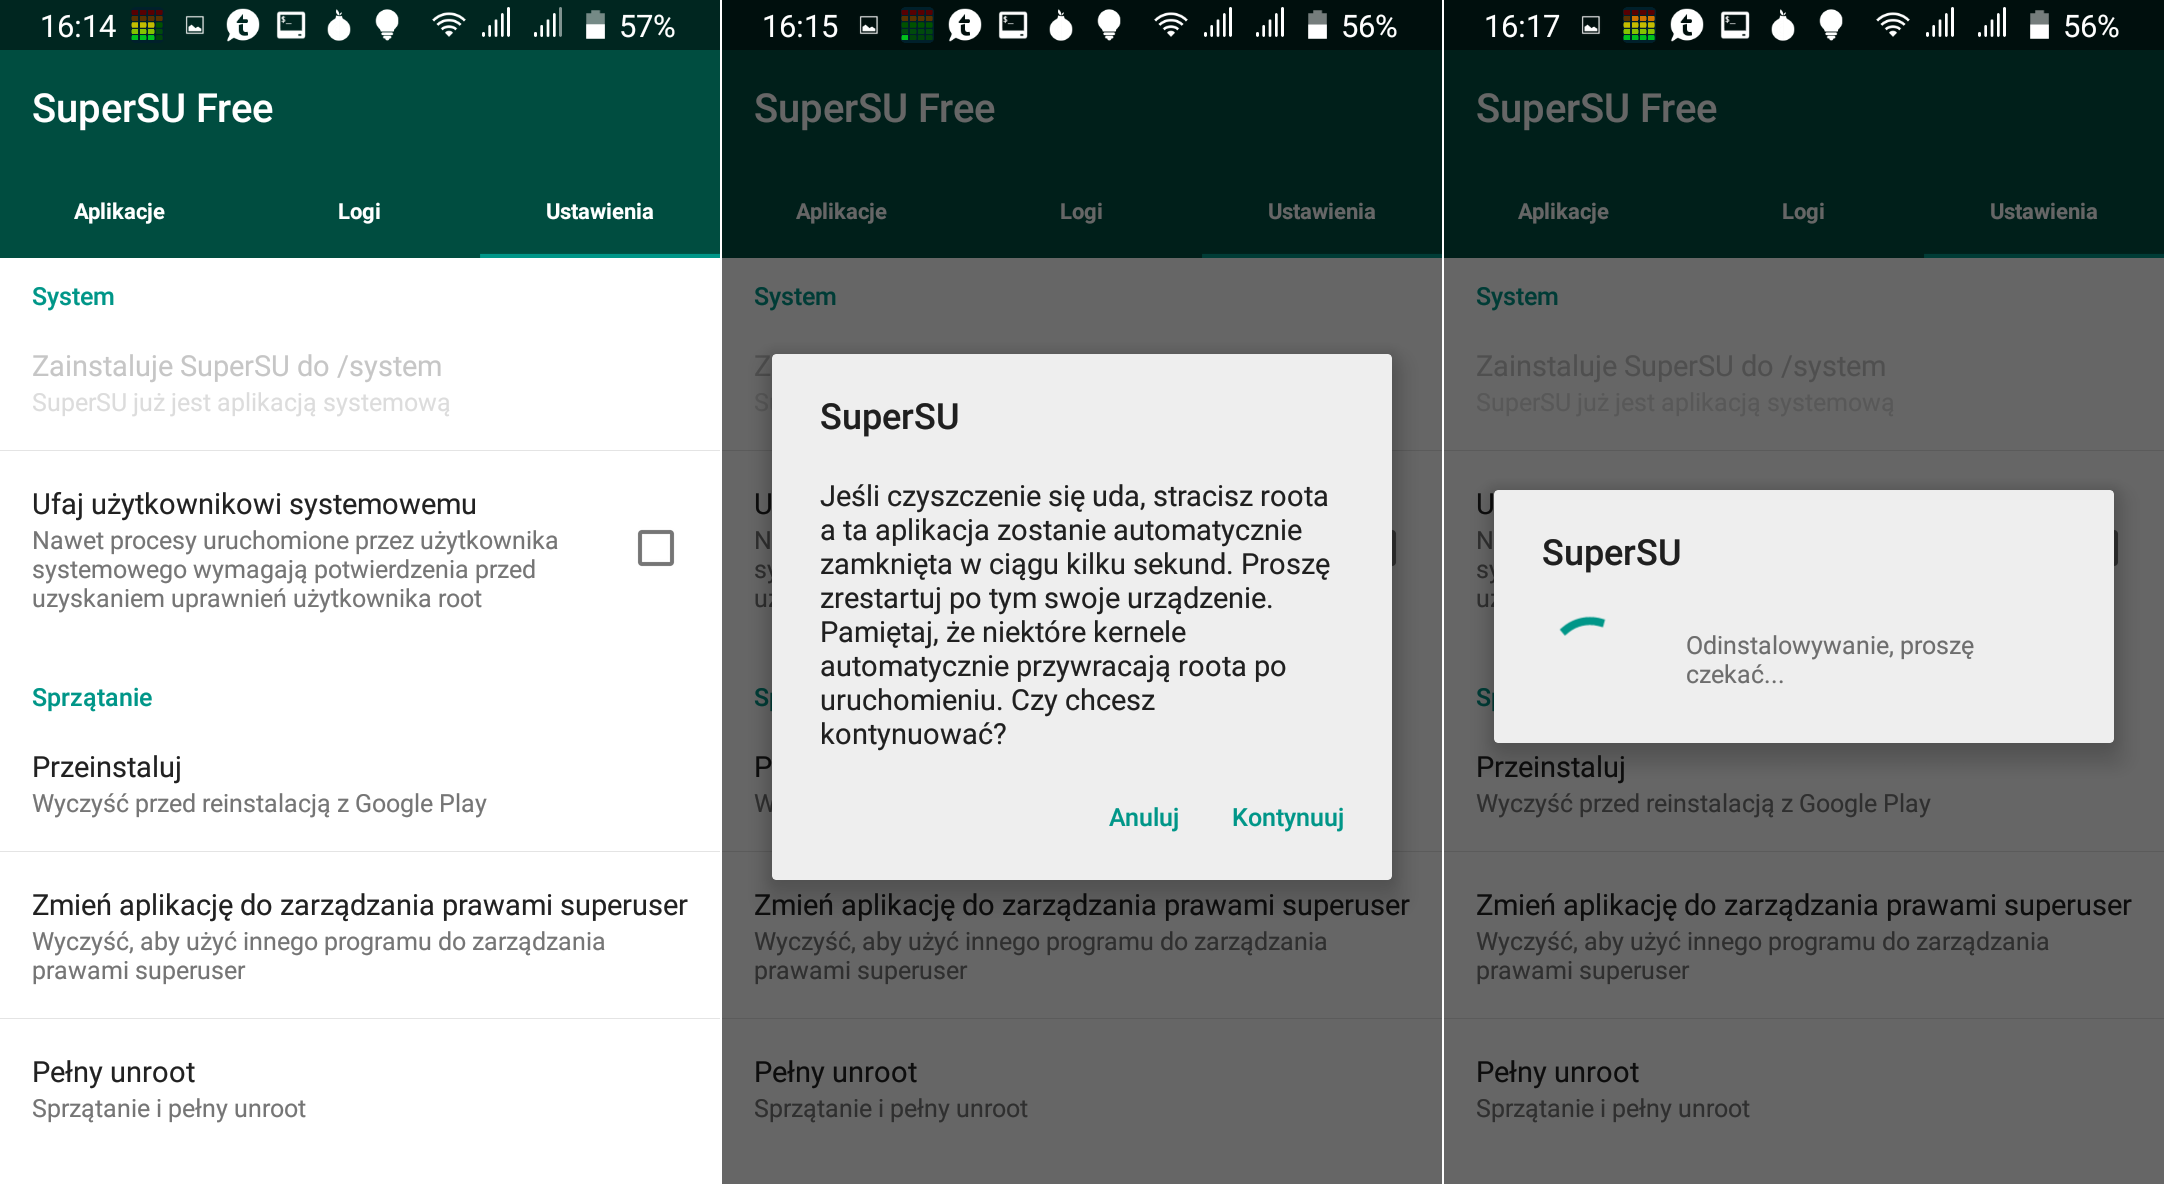 16:14 57%
SuperSU Free
Aplikacje Logi Ustawienia
System
Zainstaluje SuperSU do /system
SuperSU już jest aplikacją systemową
Ufaj użytkownikowi systemowemu
Nawet procesy uruchomione przez użytkownika
systemowego wymagają potwierdzenia przed
uzyskaniem uprawnień użytkownika root
Sprzątanie
Przeinstaluj
Wyczyść przed reinstalacją z Google Play
Zmień aplikację do zarządzania prawami superuser
Wyczyść, aby użyć innego programu do zarządzania
prawami superuser
Pełny unroot
Sprzątanie i pełny unroot
16:15 56%
SuperSU Free
Aplikacje Logi Ustawienia
System
SuperSU
Jeśli czyszczenie się uda, stracisz roota
a ta aplikacja zostanie automatycznie
zamknięta w ciągu kilku sekund. Proszę
zrestartuj po tym swoje urządzenie.
Pamiętaj, że niektóre kernele
automatycznie przywracają roota po
uruchomieniu. Czy chcesz
kontynuować?
Anuluj Kontynuuj
Zmień aplikację do zarządzania prawami superuser
Wyczyść, aby użyć innego programu do zarządzania
prawami superuser
Pełny unroot
Sprzątanie i pełny unroot
16:17 56%
SuperSU Free
Aplikacje Logi Ustawienia
System
Zainstaluje SuperSU do /system
SuperSU już jest aplikacją systemową
SuperSU
Odinstalowywanie, proszę
czekać...
Przeinstaluj
Wyczyść przed reinstalacją z Google Play
Zmień aplikację do zarządzania prawami superuser
Wyczyść, aby użyć innego programu do zarządzania
prawami superuser
Pełny unroot
Sprzątanie i pełny unroot